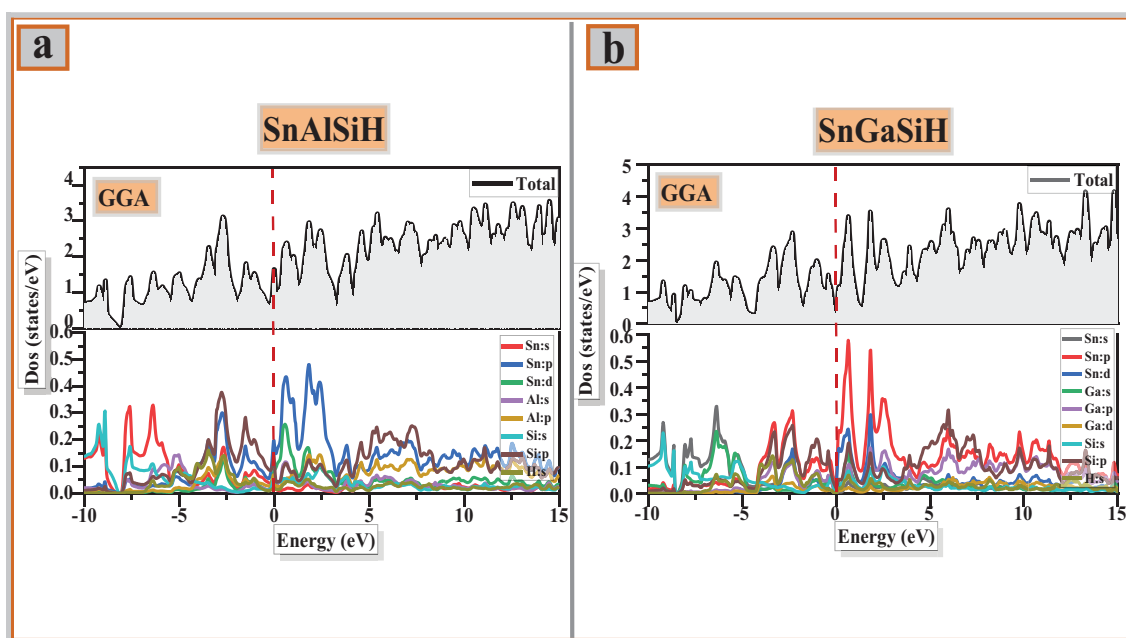 a
SnAlSiH
GGA
Total
4
3
2
1
0
Dos (states/eV)
0.6
0.5
0.4
0.3
0.2
0.1
0.0
Sn:s
Sn:p
Sn:d
Al:s
Al:p
Si:s
Si:p
H:s
-10 -5 0 5 10 15
Energy (eV)
b
SnGaSiH
GGA
Total
5
4
3
2
1
0
Dos (states/eV)
0.6
0.5
0.4
0.3
0.2
0.1
0.0
Sn:s
Sn:p
Sn:d
Ga:s
Ga:p
Ga:d
Si:s
Si:p
H:s
-10 -5 0 5 10 15
Energy (eV)